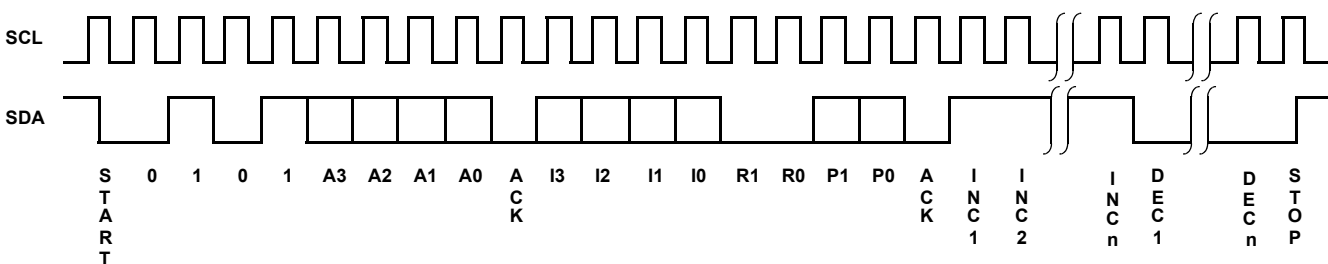 SCL
SDA
START 0 1 0 1 A3 A2 A1 A0 ACK I3 I2 I1 I0 R1 R0 P1 P0 ACK INC1 INC2 INCn DEC1 DECn STOP